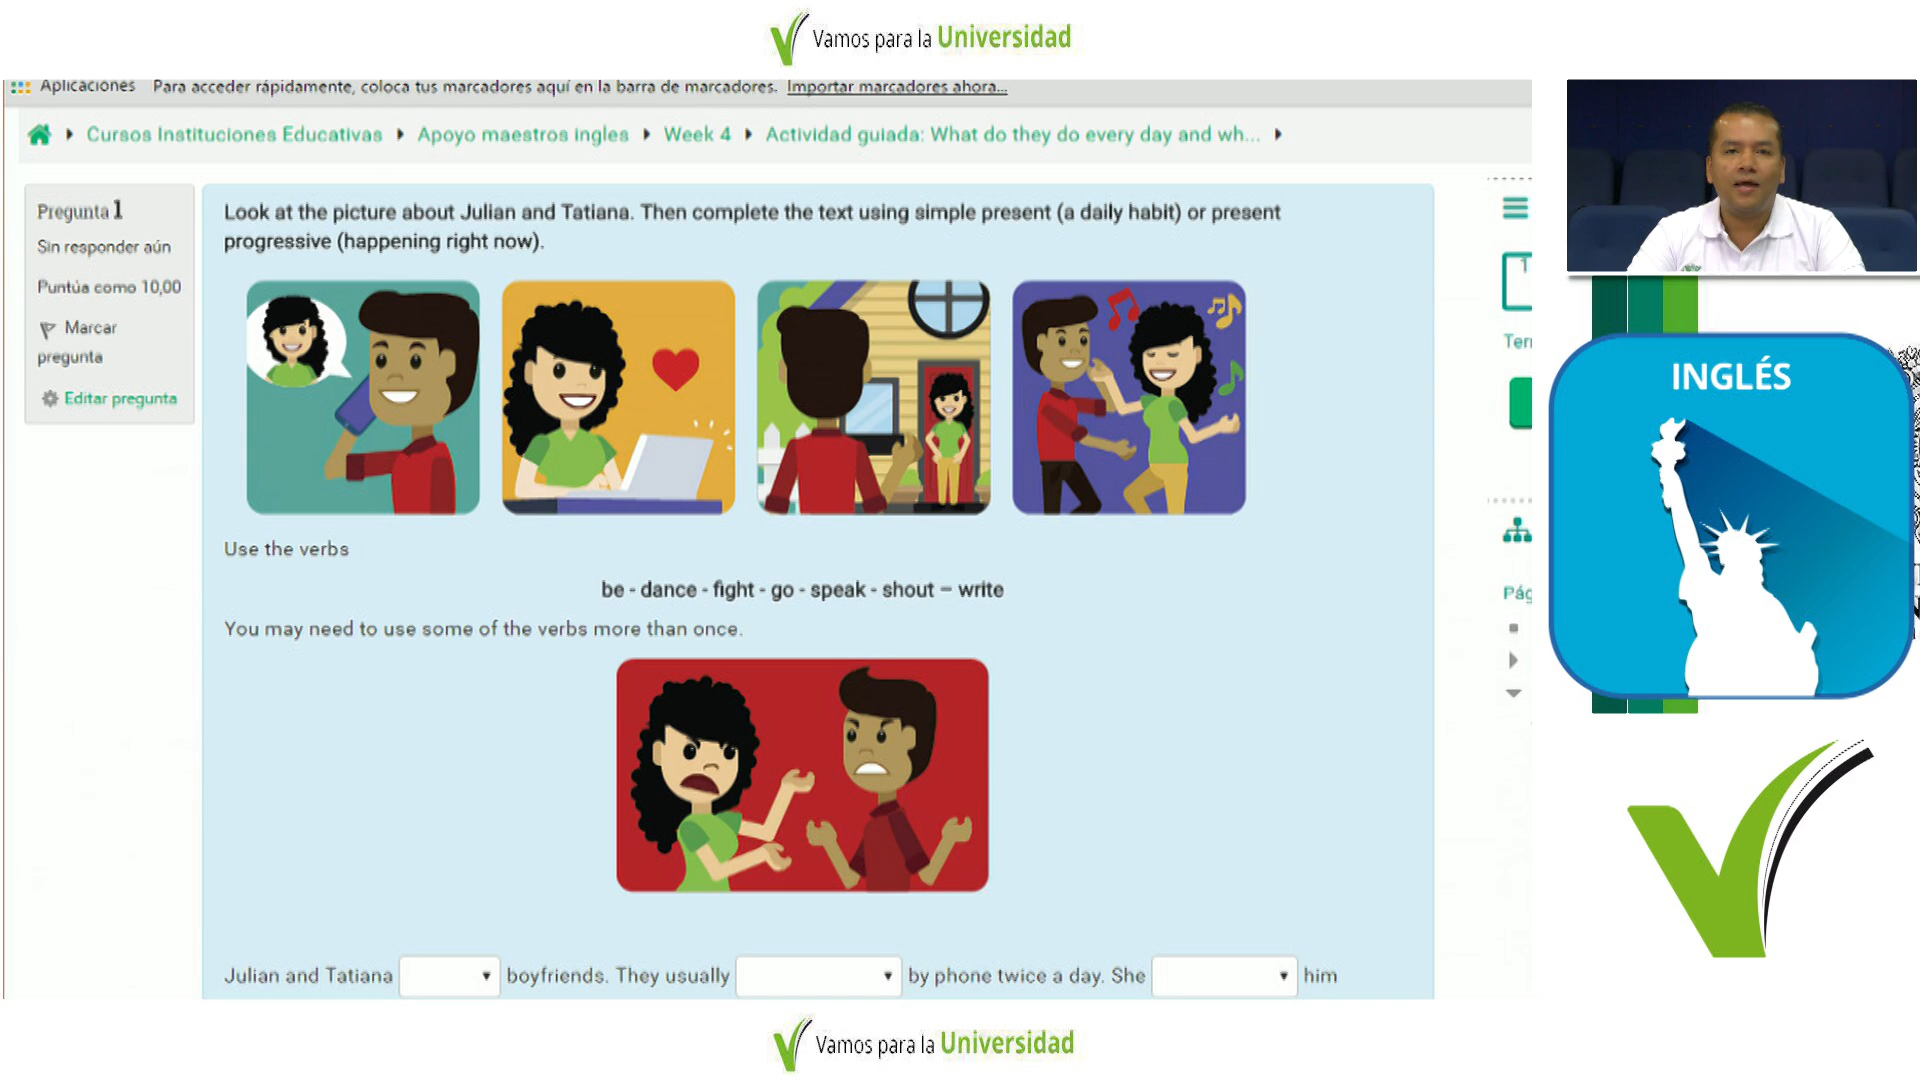 Vamos para la Universidad
Aplicaciones Para acceder rápidamente, coloca tus marcadores aquí en la barra de marcadores. Importar marcadores ahora...
Cursos Instituciones Educativas Apoyo maestros ingles Week 4 Actividad guiada: What do they do every day and wh...
Pregunta 1
Sin responder aún
Puntúa como 10,00
Marcar
pregunta
Editar pregunta
Look at the picture about Julian and Tatiana. Then complete the text using simple present (a daily habit) or present
progressive (happening right now).
Use the verbs
be - dance - fight - go - speak - shout – write
You may need to use some of the verbs more than once.
Julian and Tatiana boyfriends. They usually by phone twice a day. She him
INGLÉS
Vamos para la Universidad